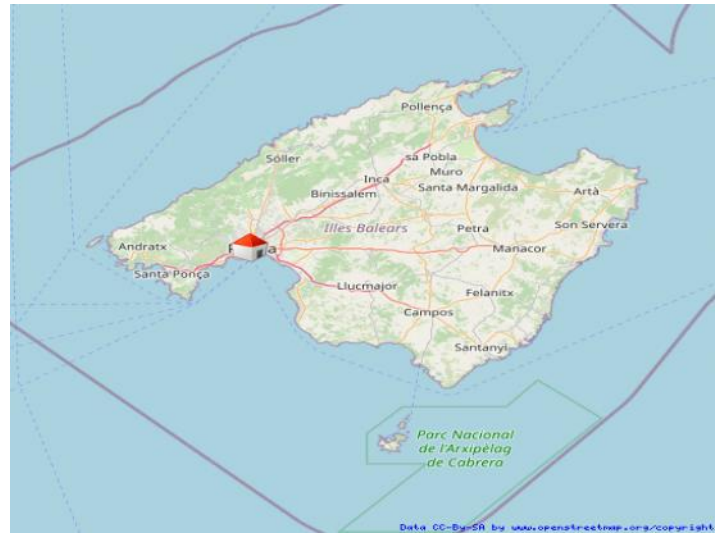 Pollença
sa Pobla
Sóller
Muro
Inca
Santa Margalida
Artà
Binissalem
Illes Balears
Petra
Son Servera
Andratx
Manacor
Santa Ponça
Llucmajor
Felanitx
Campos
Santanyí
Parc Nacional
de l'Arxipèlag
de Cabrera
Data CC-By-SA by www.openstreetmap.org/copyright